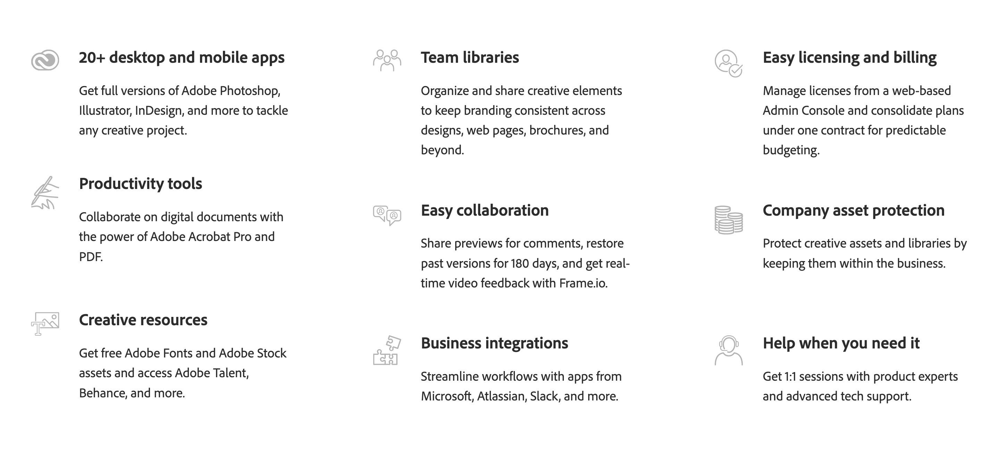 20+ desktop and mobile apps
Get full versions of Adobe Photoshop,
Illustrator, InDesign, and more to tackle
any creative project.
Productivity tools
Collaborate on digital documents with
the power of Adobe Acrobat Pro and
PDF.
Creative resources
Get free Adobe Fonts and Adobe Stock
assets and access Adobe Talent,
Behance, and more.
Team libraries
Organize and share creative elements
to keep branding consistent across
designs, web pages, brochures, and
beyond.
Easy collaboration
Share previews for comments, restore
past versions for 180 days, and get real-
time video feedback with Frame.io.
Business integrations
Streamline workflows with apps from
Microsoft, Atlassian, Slack, and more.
Easy licensing and billing
Manage licenses from a web-based
Admin Console and consolidate plans
under one contract for predictable
budgeting.
Company asset protection
Protect creative assets and libraries by
keeping them within the business.
Help when you need it
Get 1:1 sessions with product experts
and advanced tech support.